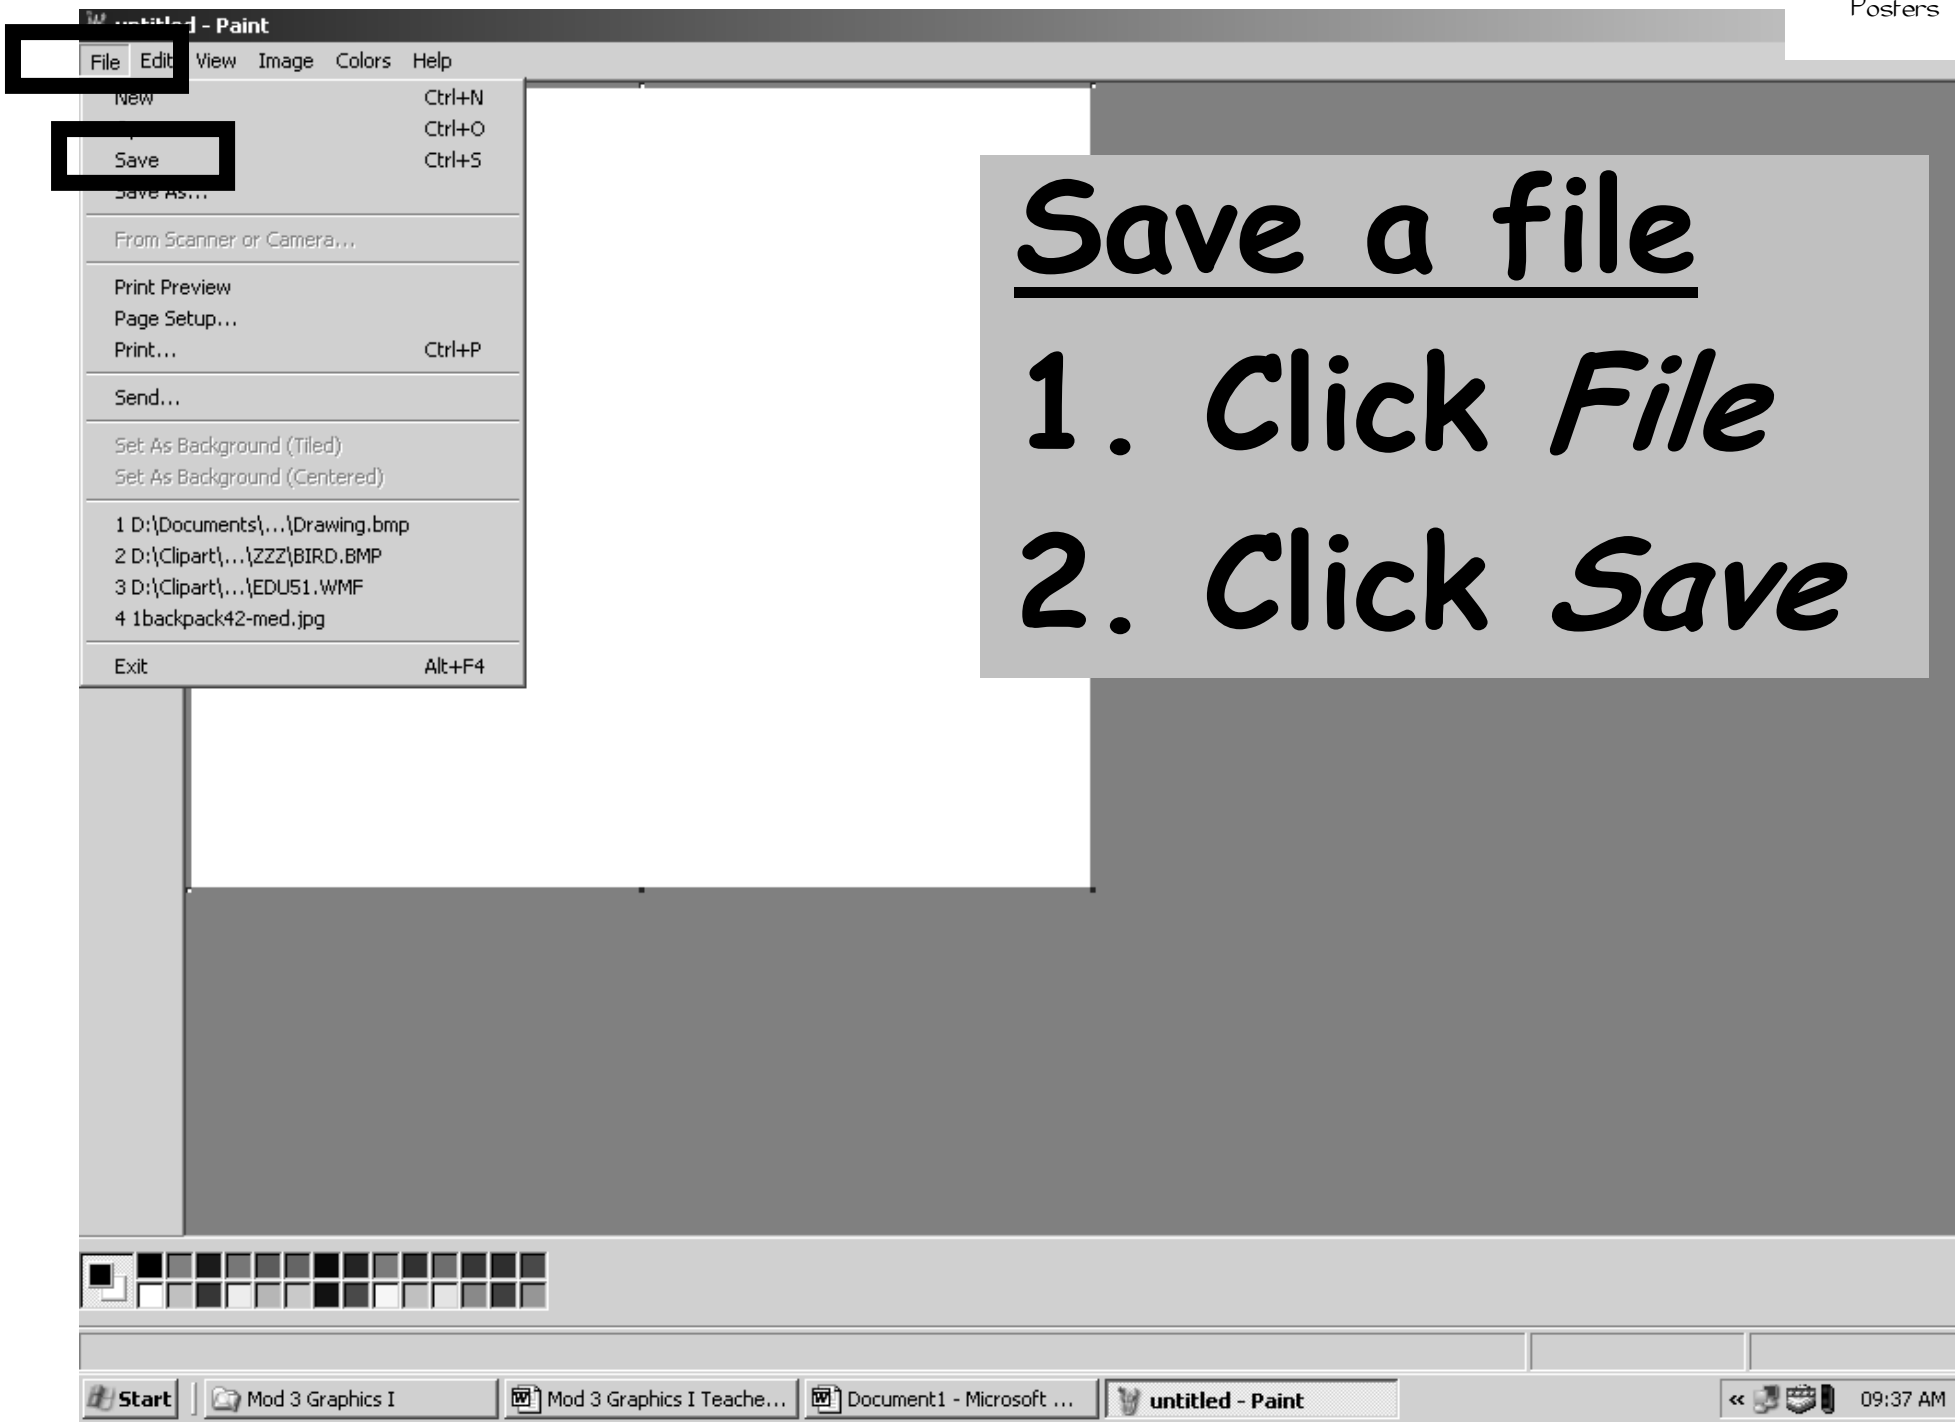 Posters
untitled - Paint
File Edit View Image Colors Help
New Ctrl+N
Ctrl+O
Save Ctrl+S
Save As...
From Scanner or Camera...
Print Preview
Page Setup...
Print... Ctrl+P
Send...
Set As Background (Tiled)
Set As Background (Centered)
1 D:\Documents\...\Drawing.bmp
2 D:\Clipart\...\ZZZ\BIRD.BMP
3 D:\Clipart\...\EDU51.WMF
4 1backpack42-med.jpg
Exit Alt+F4
Save a file
1. Click File
2. Click Save
Start Mod 3 Graphics I Mod 3 Graphics I Teache... Document1 - Microsoft ... untitled - Paint « 09:37 AM